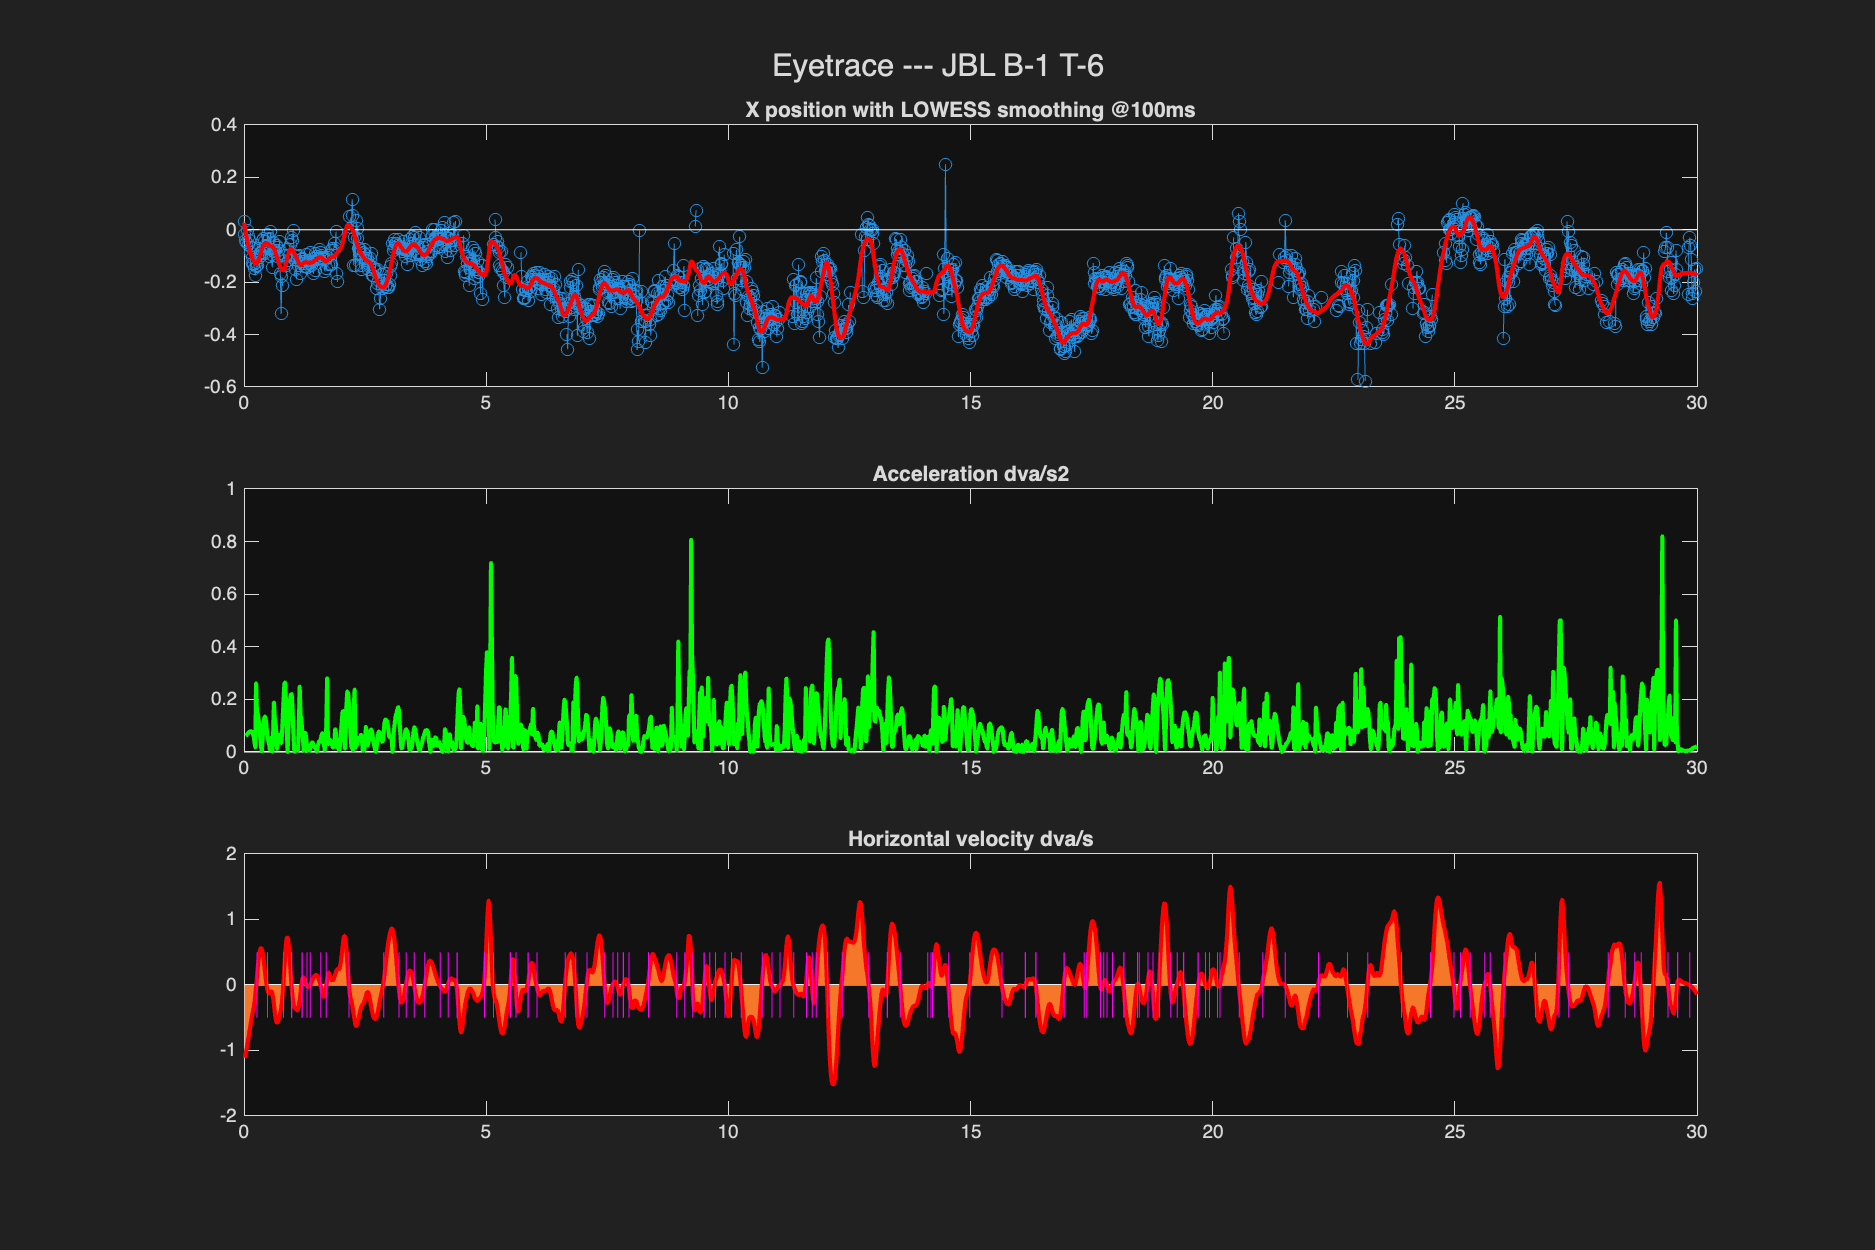 Eyetrace --- JBL B-1 T-6
X position with LOWESS smoothing @100ms
0.4
0.2
0
-0.2
-0.4
-0.6
0 5 10 15 20 25 30
Acceleration dva/s2
1
0.8
0.6
0.4
0.2
0
0 5 10 15 20 25 30
Horizontal velocity dva/s
2
1
0
-1
-2
0 5 10 15 20 25 30